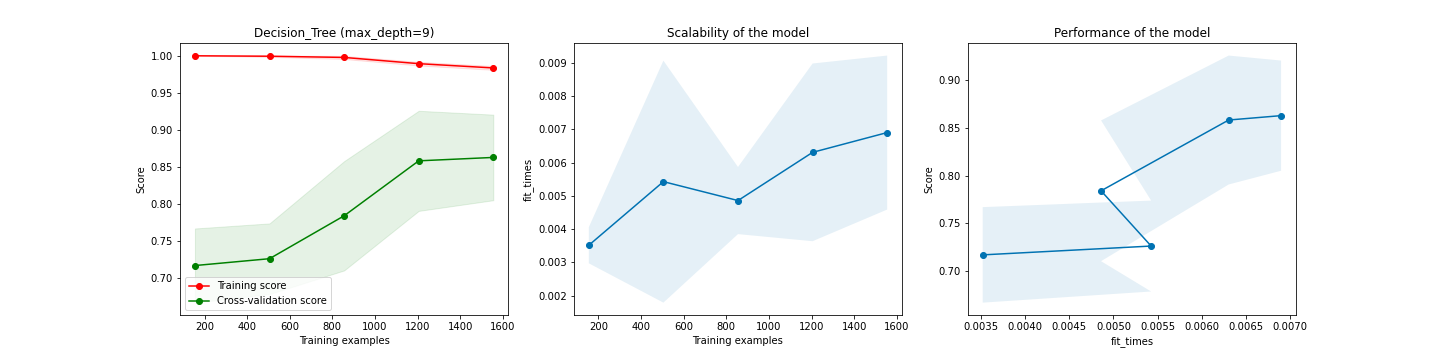 Decision_Tree (max_depth=9)
Score
1.00
0.95
0.90
0.85
0.80
0.75
0.70
Training score
Cross-validation score
200 400 600 800 1000 1200 1400 1600
Training examples
Scalability of the model
fit_times
0.009
0.008
0.007
0.006
0.005
0.004
0.003
0.002
200 400 600 800 1000 1200 1400 1600
Training examples
Performance of the model
Score
0.90
0.85
0.80
0.75
0.70
0.0035 0.0040 0.0045 0.0050 0.0055 0.0060 0.0065 0.0070
fit_times